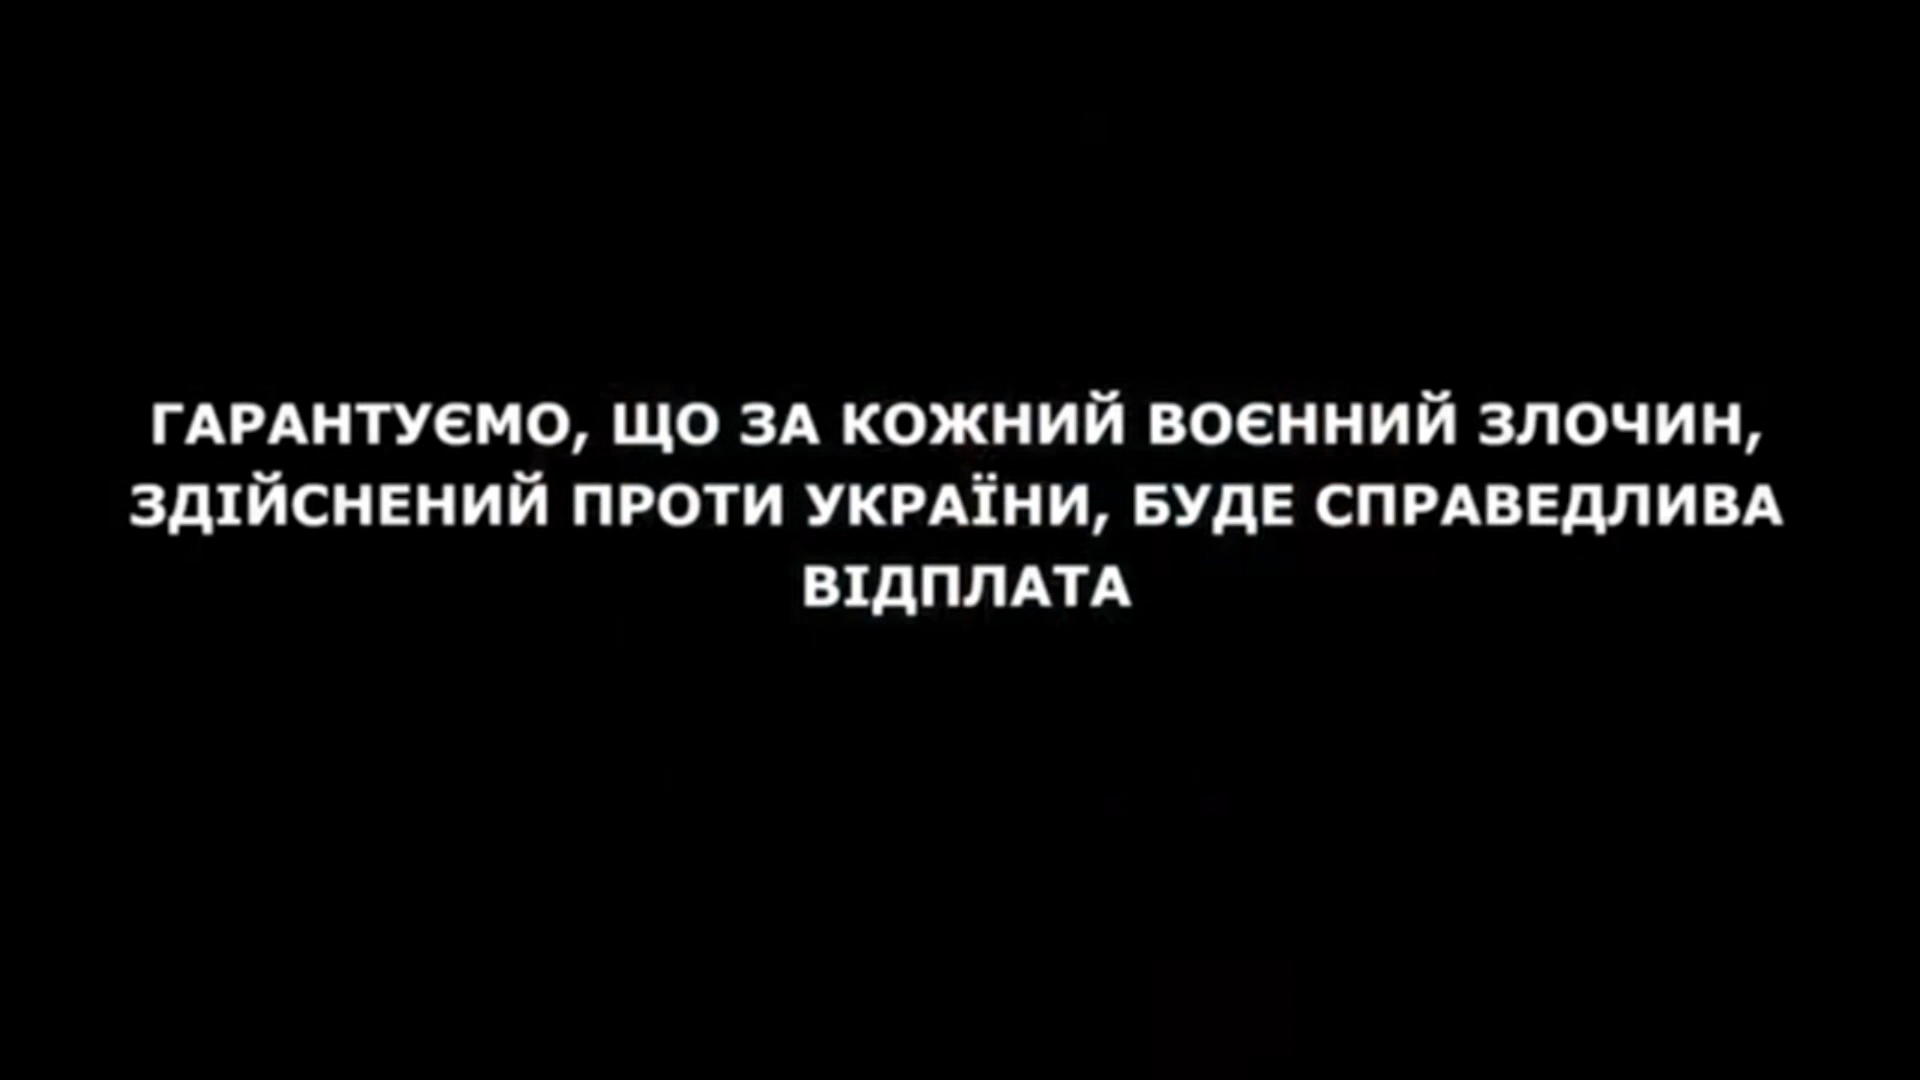 ГАРАНТУЄМО, ЩО ЗА КОЖНИЙ ВОЄННИЙ ЗЛОЧИН,
ЗДІЙСНЕНИЙ ПРОТИ УКРАЇНИ, БУДЕ СПРАВЕДЛИВА
ВІДПЛАТА